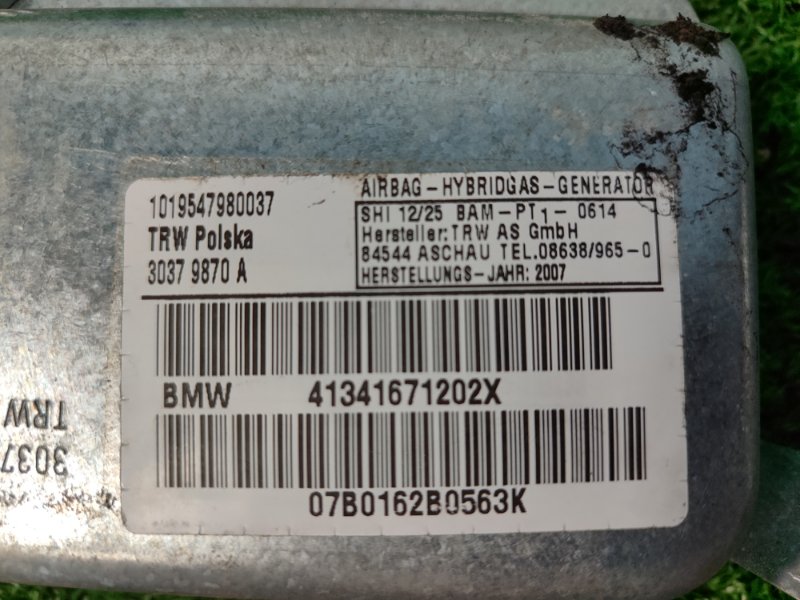 1019547980037
TRW Polska
3037 9870 A
AIRBAG-HYBRIDGAS-GENERATOR
SHI 12/25 BAM-PT1-0614
Hersteller:TRW AS GmbH
84544 ASCHAU TEL.08638/965-0
HERSTELLUNGS-JAHR: 2007
BMW 41341671202X
07B0162B0563K
TRW
3037